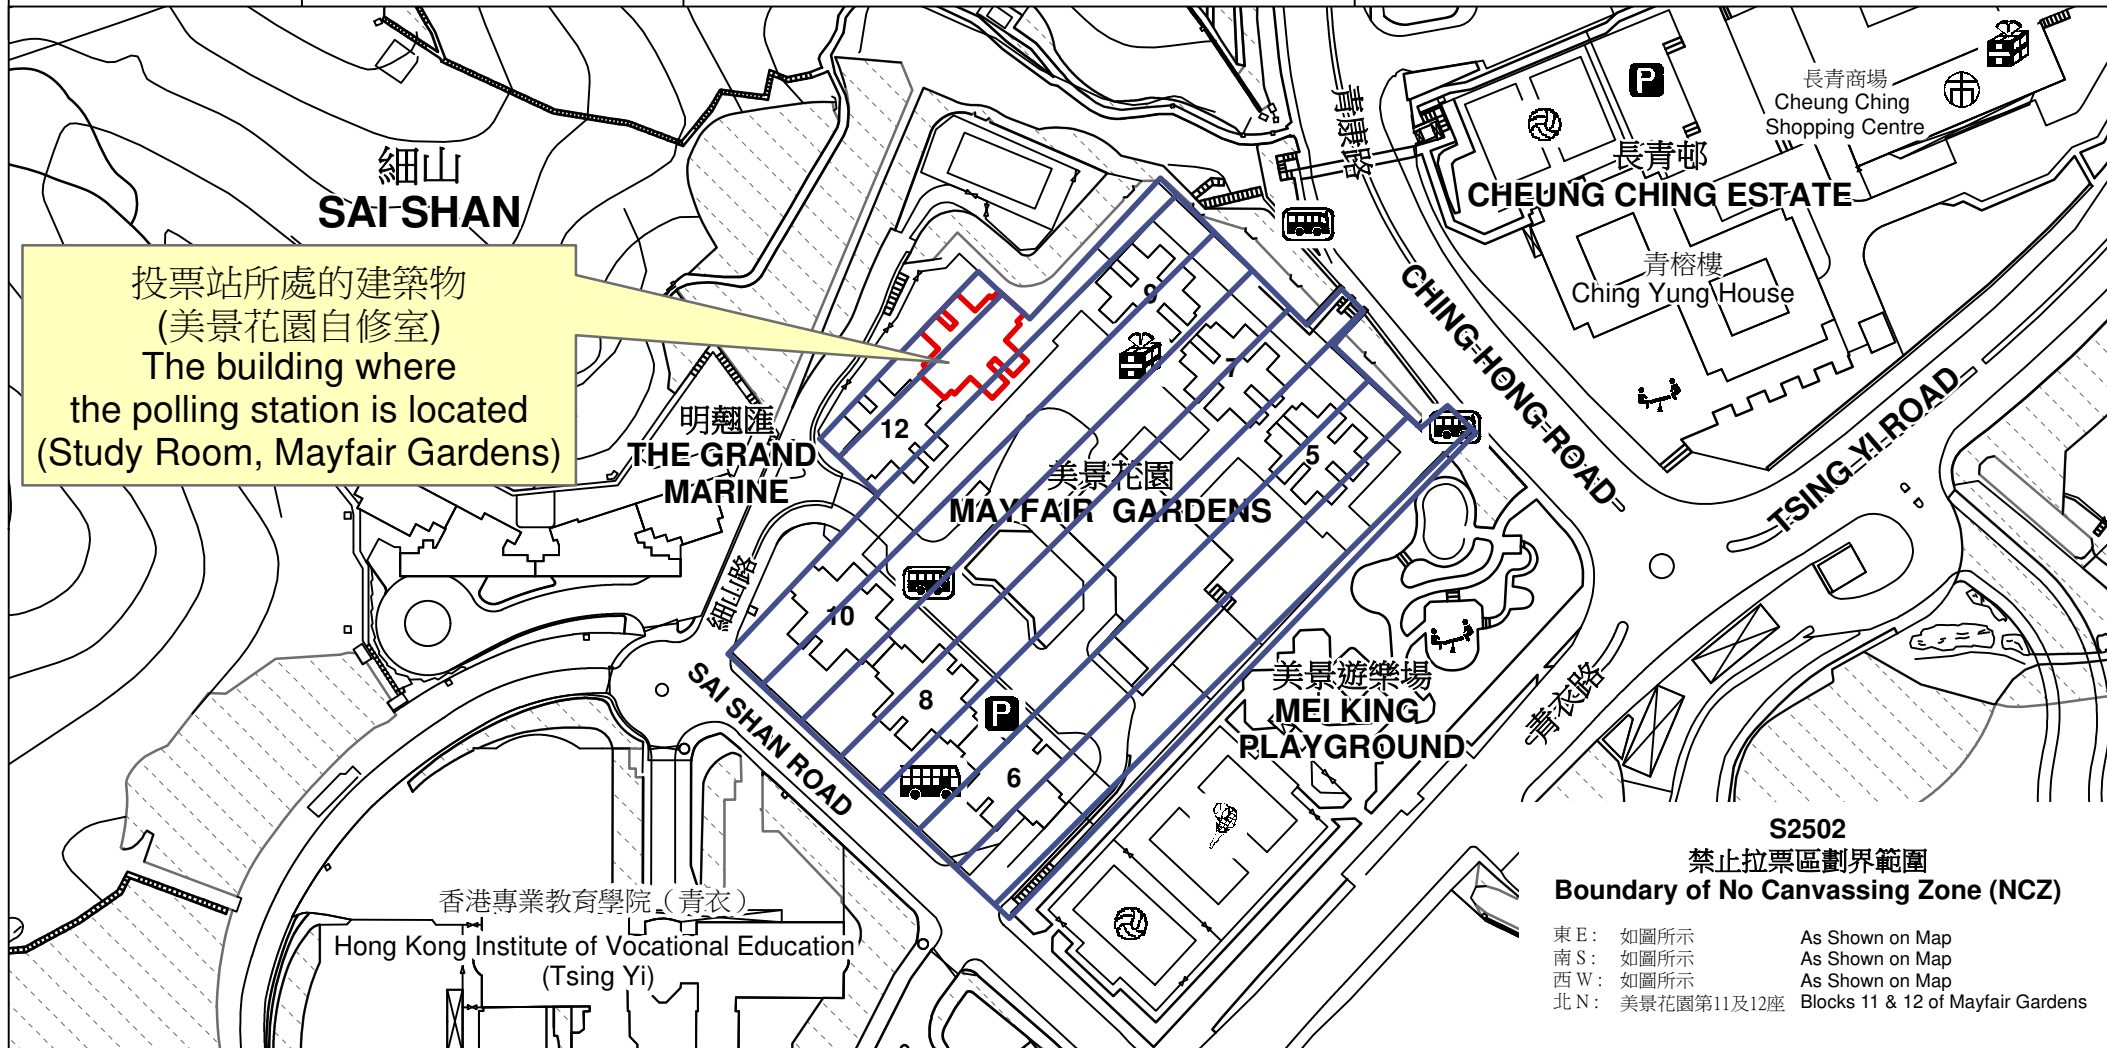 細山
SAI SHAN
投票站所處的建築物
(美景花園自修室)
The building where
the polling station is located
(Study Room, Mayfair Gardens)
明翹匯
THE GRAND
MARINE
細山路
SAI SHAN ROAD
香港專業教育學院（青衣）
Hong Kong Institute of Vocational Education
(Tsing Yi)
美景花園
MAYFAIR GARDENS
9
7
5
12
10
8
6
P
青康路
CHING HONG ROAD
P
長青商場
Cheung Ching
Shopping Centre
市
長青邨
CHEUNG CHING ESTATE
青榕樓
Ching Yung House
TSING YI ROAD
青衣路
美景遊樂場
MEI KING
PLAYGROUND
S2502
禁止拉票區劃界範圍
Boundary of No Canvassing Zone (NCZ)
東 E : 如圖所示 As Shown on Map
南 S : 如圖所示 As Shown on Map
西 W : 如圖所示 As Shown on Map
北 N : 美景花園第11及12座 Blocks 11 & 12 of Mayfair Gardens